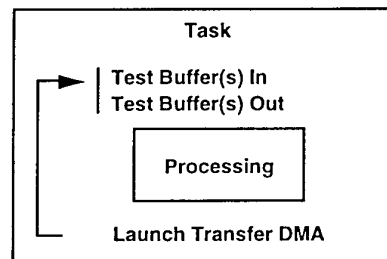 Task
Test Buffer(s) In
Test Buffer(s) Out
Processing
Launch Transfer DMA